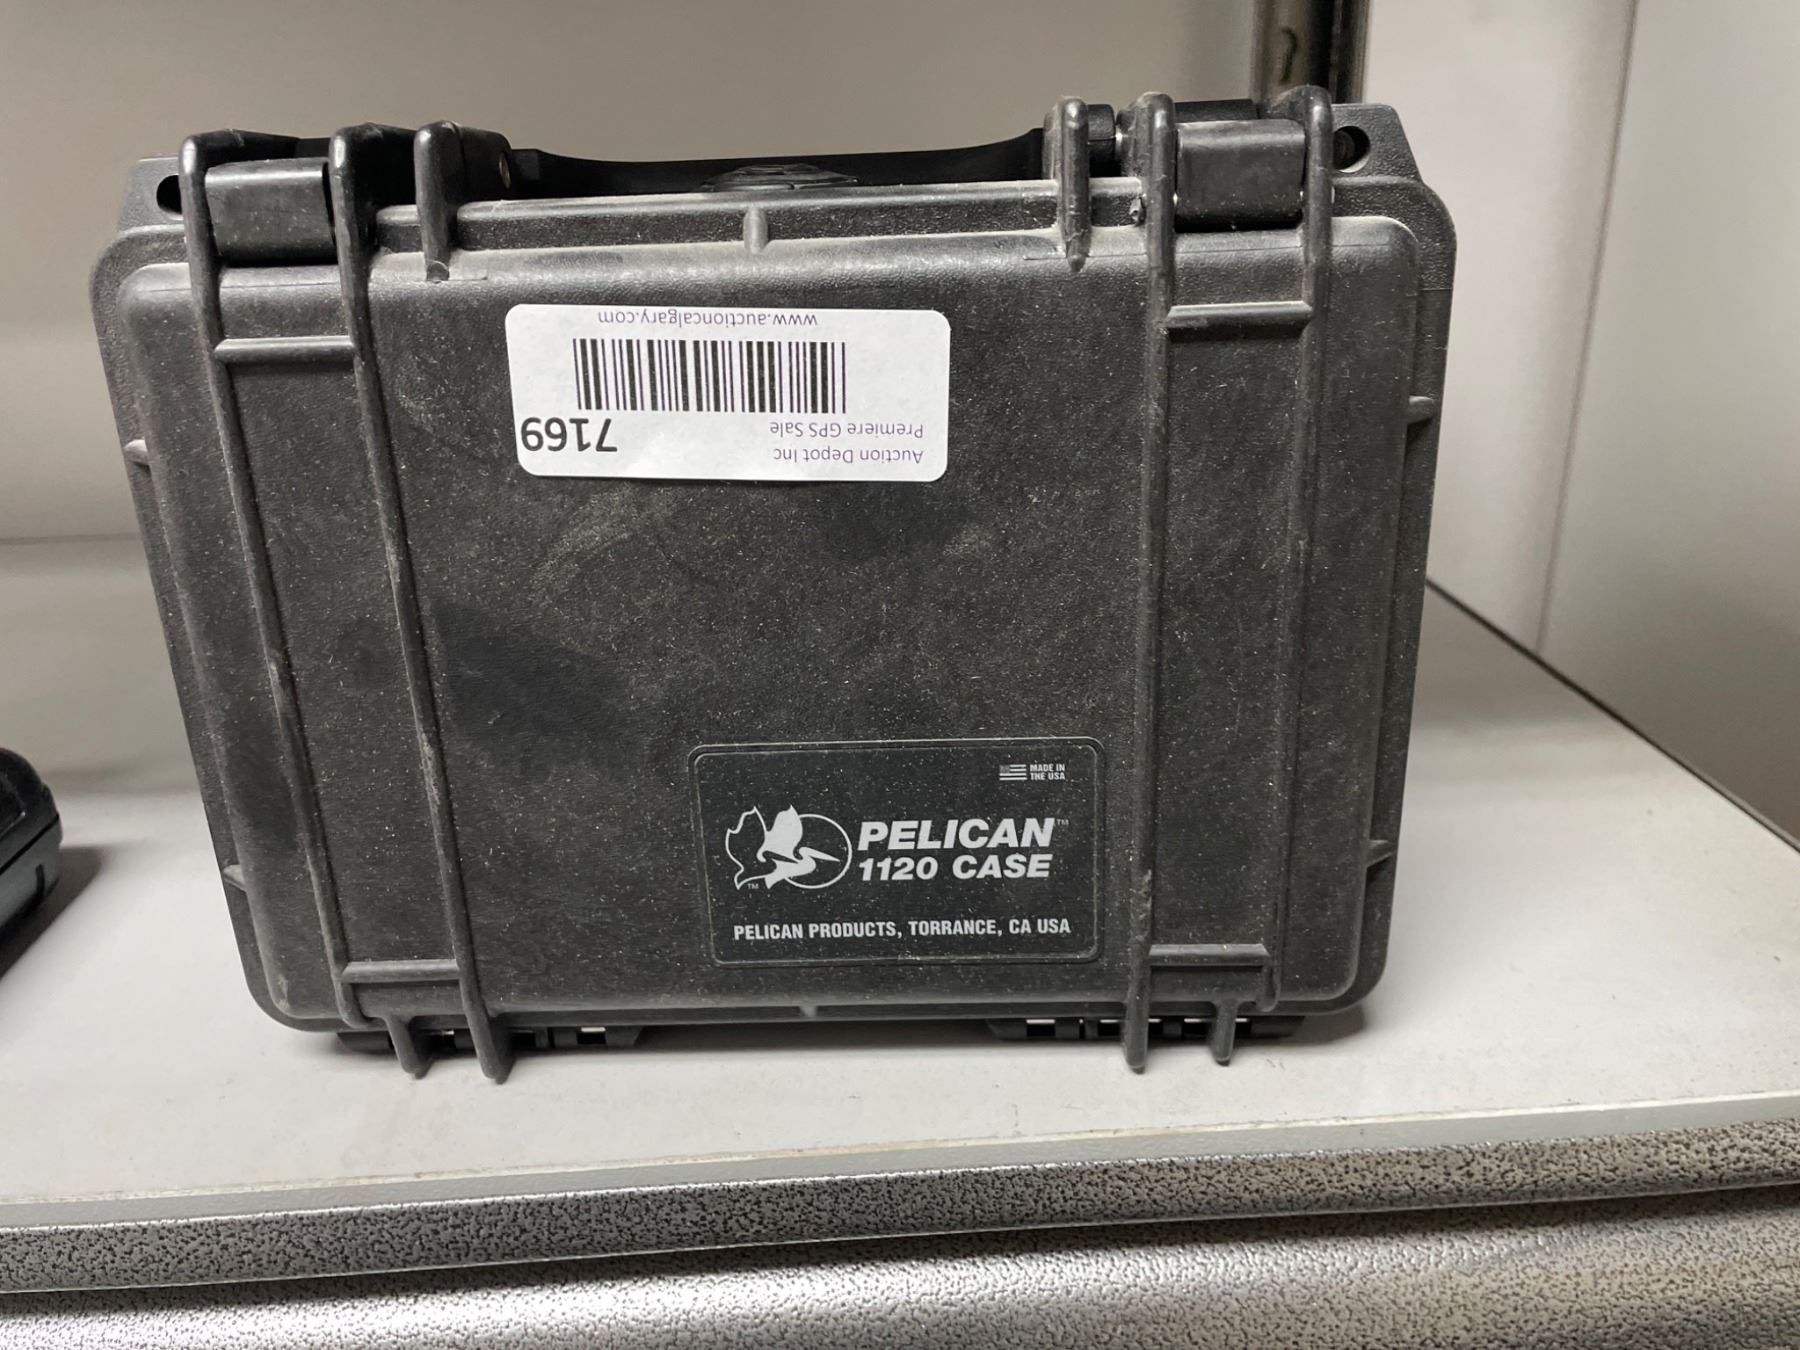 Auction Depot Inc
Premiere GPS Sale
7169
www.auctioncalgary.com
MADE IN
THE USA
PELICAN™
1120 CASE
TM
PELICAN PRODUCTS, TORRANCE, CA USA